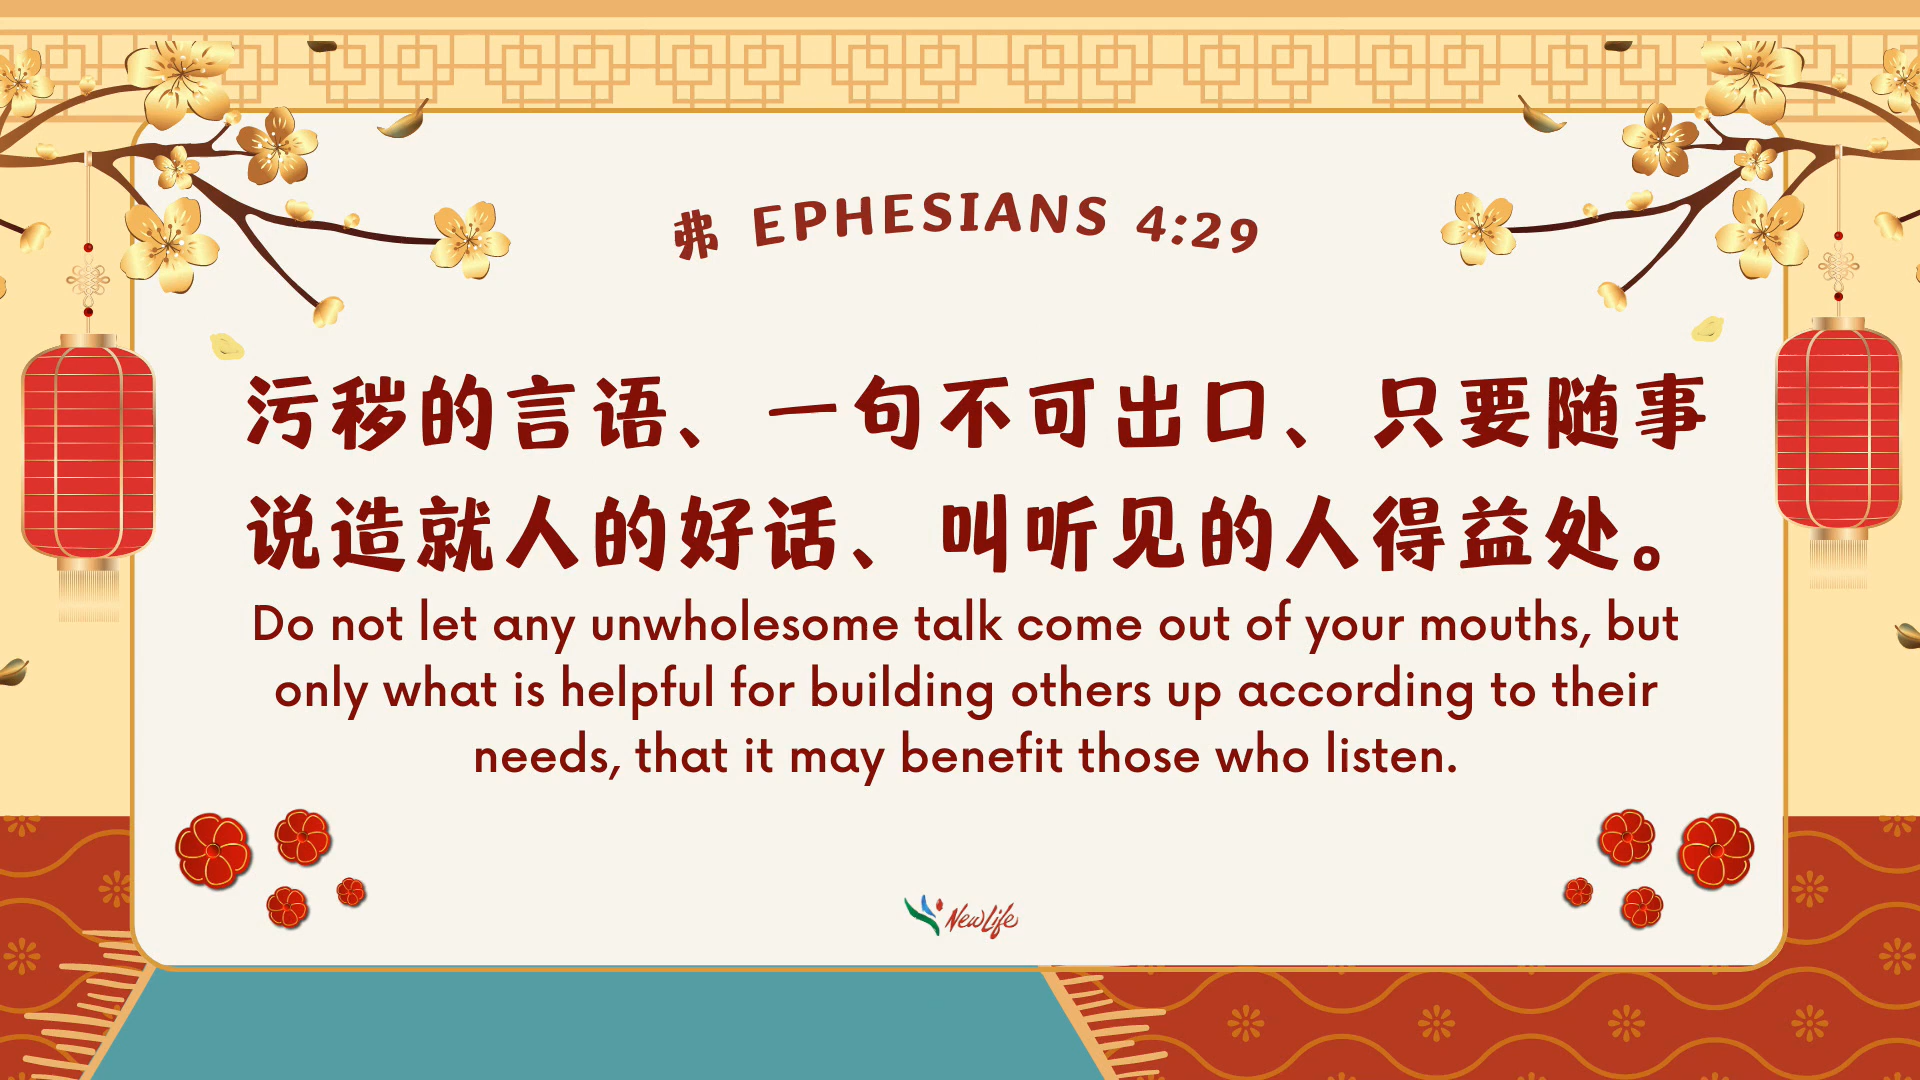 弗 EPHESIANS 4:29
污秽的言语、一句不可出口、只要随事
说造就人的好话、叫听见的人得益处。
Do not let any unwholesome talk come out of your mouths, but
only what is helpful for building others up according to their
needs, that it may benefit those who listen.
NewLife